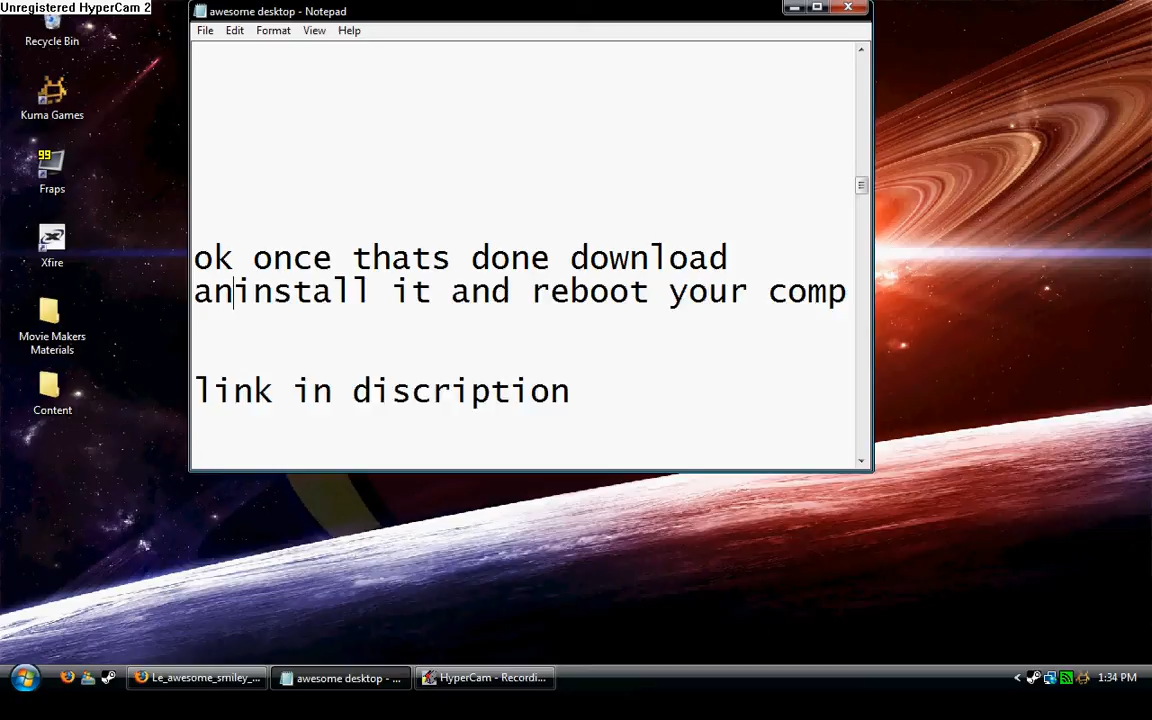 Unregistered HyperCam 2
awesome desktop - Notepad
File Edit Format View Help
Recycle Bin
Kuma Games
99
Fraps
Xfire
Movie Makers
Materials
Content
ok once thats done download
aninstall it and reboot your comp
link in discription
Le_awesome_smiley_...
awesome desktop - ...
HyperCam - Recordi...
1:34 PM